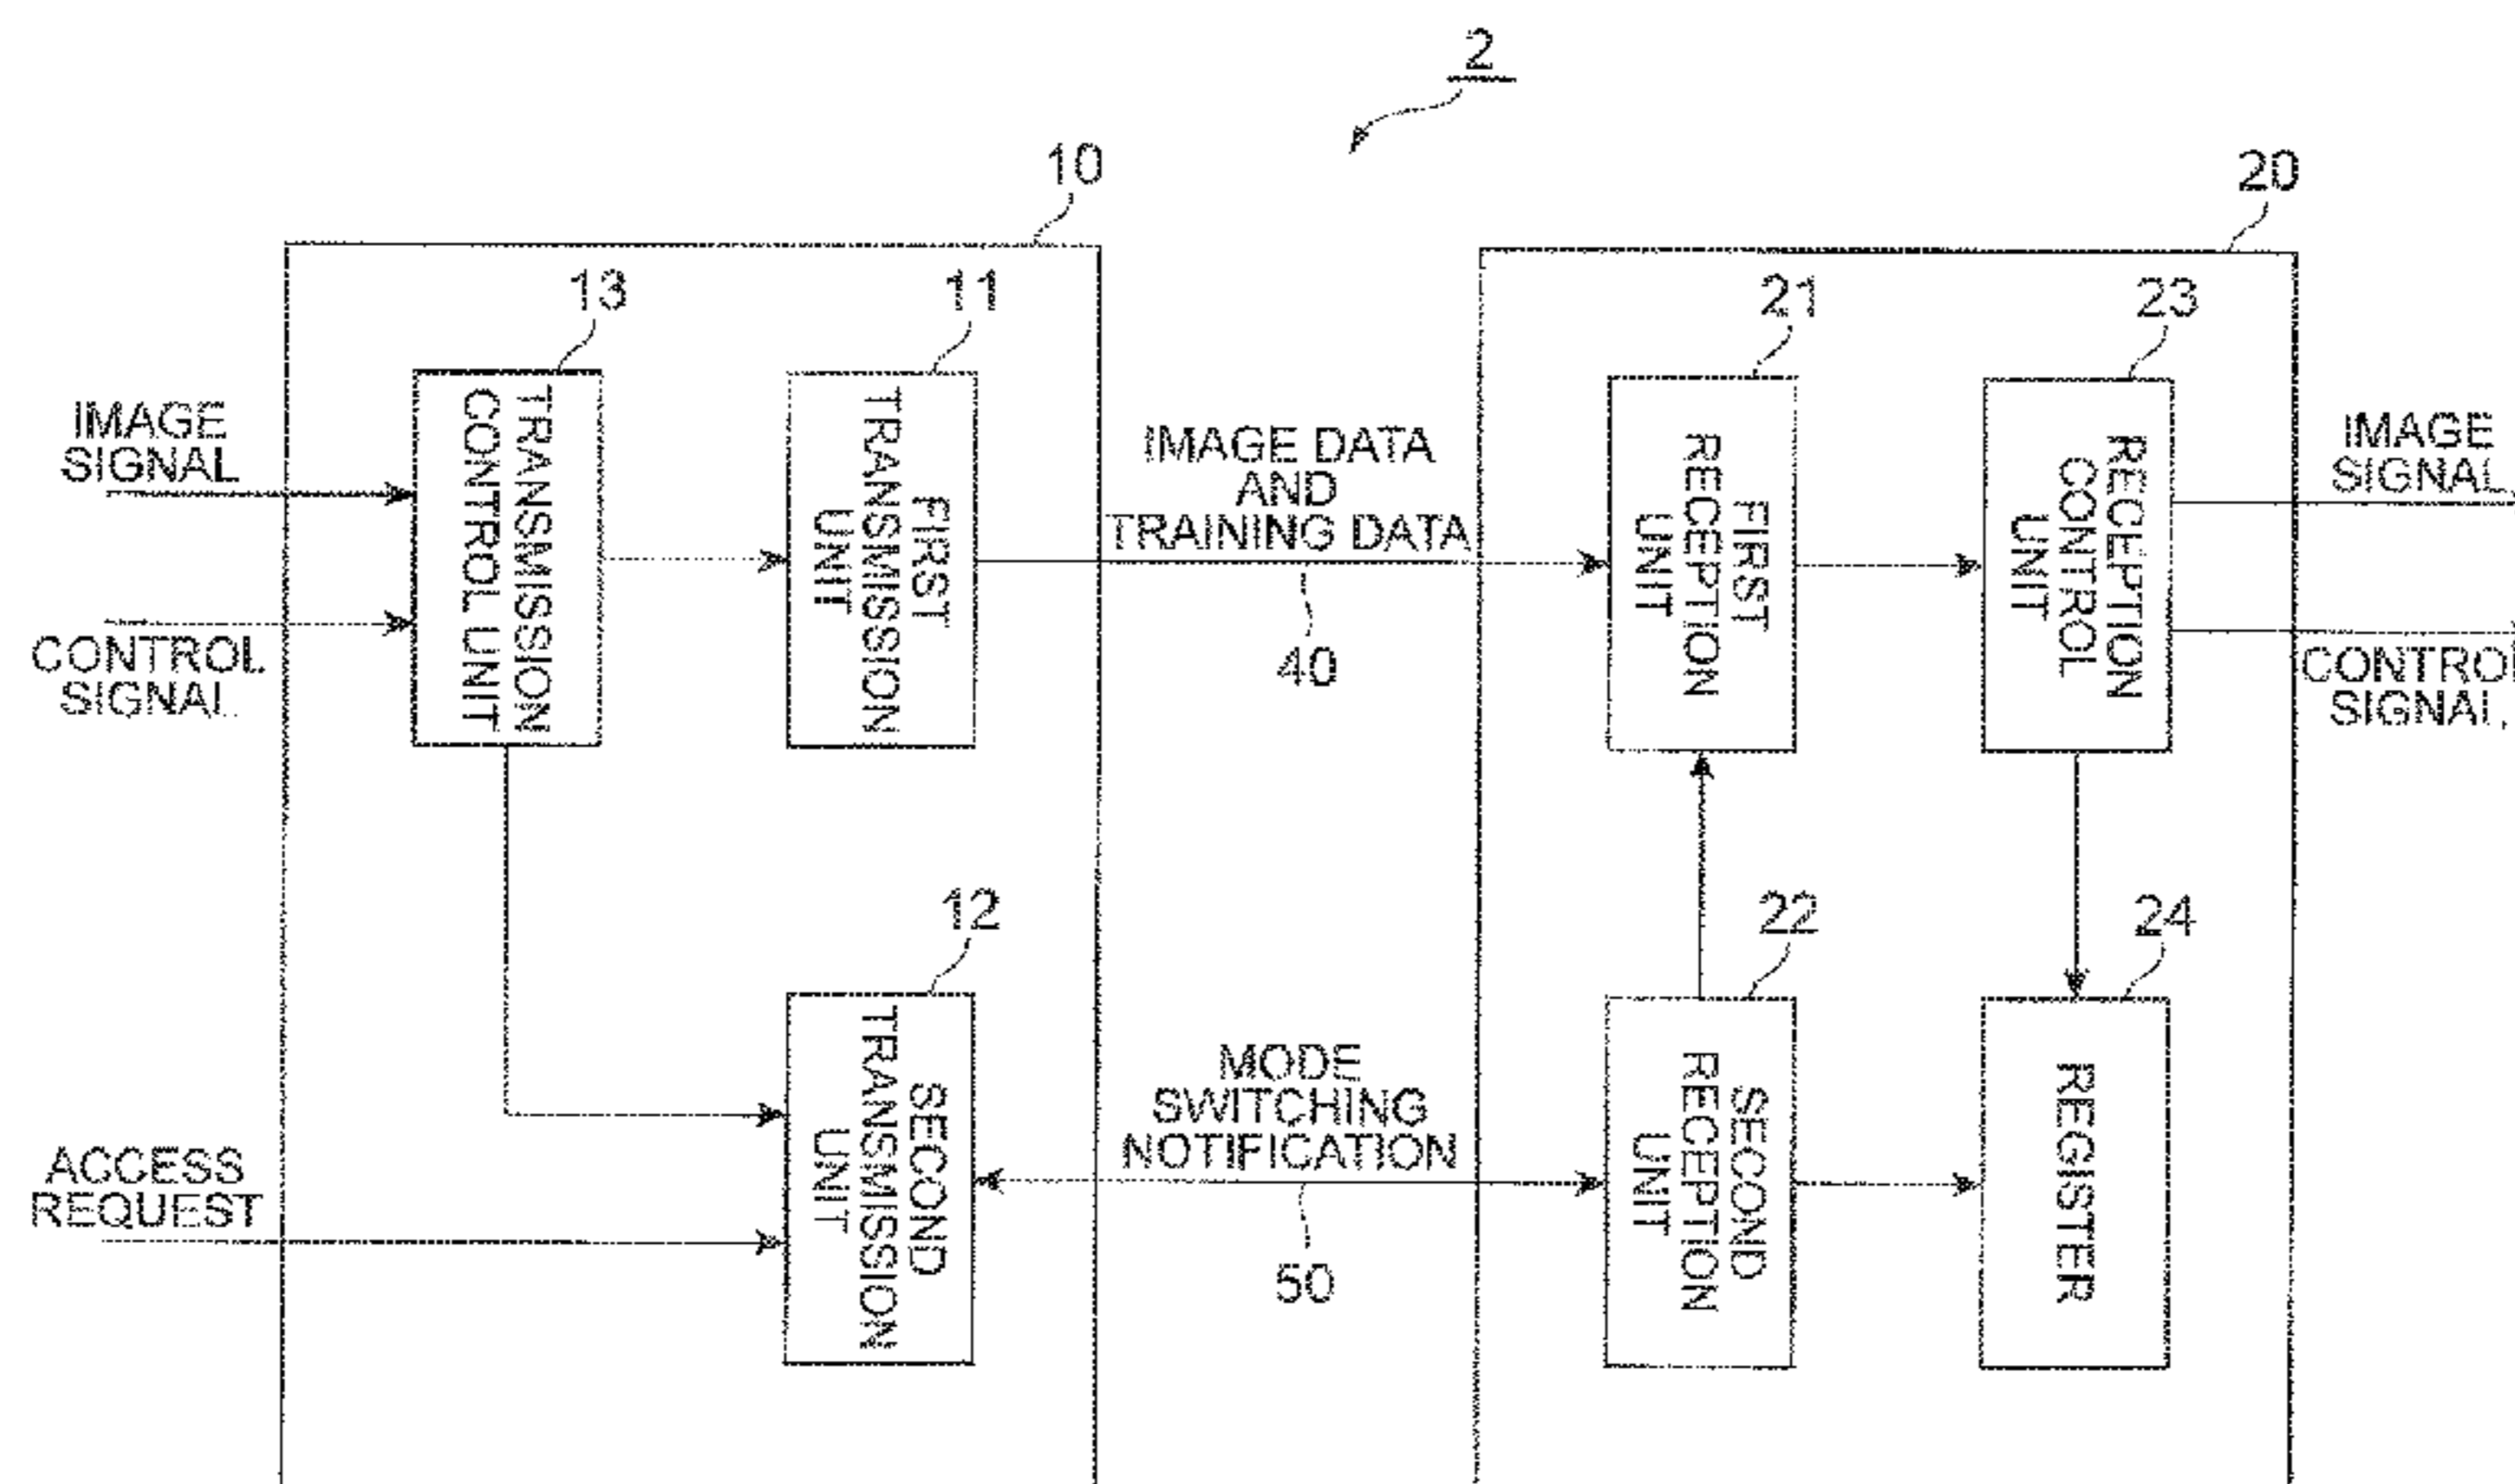 2
10
20
13
11
21
23
IMAGE
SIGNAL
CONTROL
SIGNAL
TRANSMISSION
CONTROL UNIT
FIRST
TRANSMISSION
UNIT
IMAGE DATA
AND
TRAINING DATA
40
FIRST
RECEPTION
UNIT
RECEPTION
CONTROL
UNIT
IMAGE
SIGNAL
CONTROL
SIGNAL
12
22
24
ACCESS
REQUEST
SECOND
TRANSMISSION
UNIT
MODE
SWITCHING
NOTIFICATION
50
SECOND
RECEPTION
UNIT
REGISTER